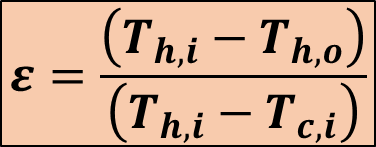 ε = (T_{h,i} − T_{h,o}) / (T_{h,i} − T_{c,i})